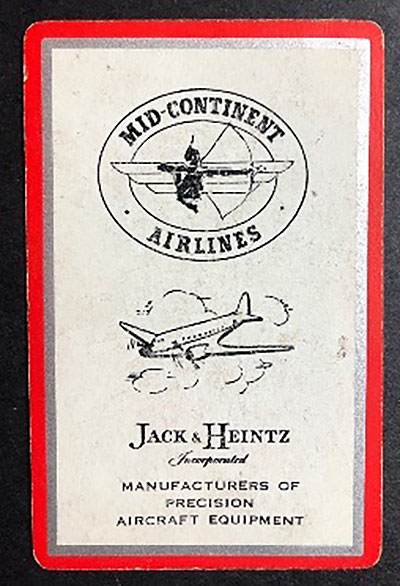 MID-CONTINENT
AIRLINES
JACK & HEINTZ
Incorporated
MANUFACTURERS OF
PRECISION
AIRCRAFT EQUIPMENT